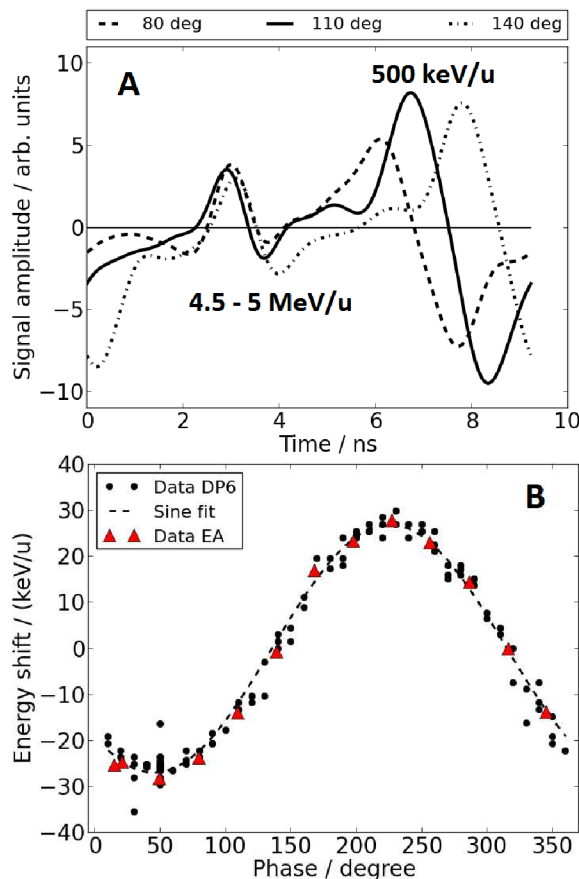 80 deg 110 deg 140 deg
A
500 keV/u
4.5 - 5 MeV/u
Signal amplitude / arb. units
10
5
0
−5
−10
0 2 4 6 8 10
Time / ns
B
Data DP6
Sine fit
Data EA
Energy shift / (keV/u)
40
30
20
10
0
−10
−20
−30
−40
0 50 100 150 200 250 300 350
Phase / degree